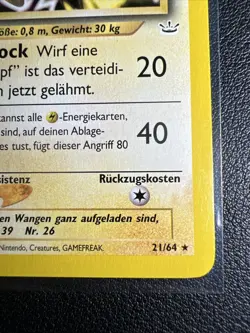 öße: 0,8 m, Gewicht: 30 kg
ock Wirf eine
pf" ist das verteidi-
n jetzt gelähmt.
20
annst alle -Energiekarten,
sind, auf deinen Ablage-
es tust, fügt dieser Angriff 80
40
istenz
Rückzugskosten
en Wangen ganz aufgeladen sind,
39 Nr. 26
Nintendo, Creatures, GAMEFREAK.
21/64 ★